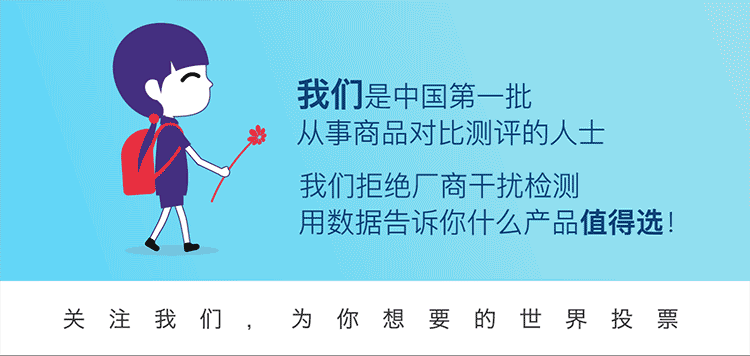 我们是中国第一批
从事商品对比测评的人士
我们拒绝厂商干扰检测
用数据告诉你什么产品值得选！
关注我们，为你想要的世界投票